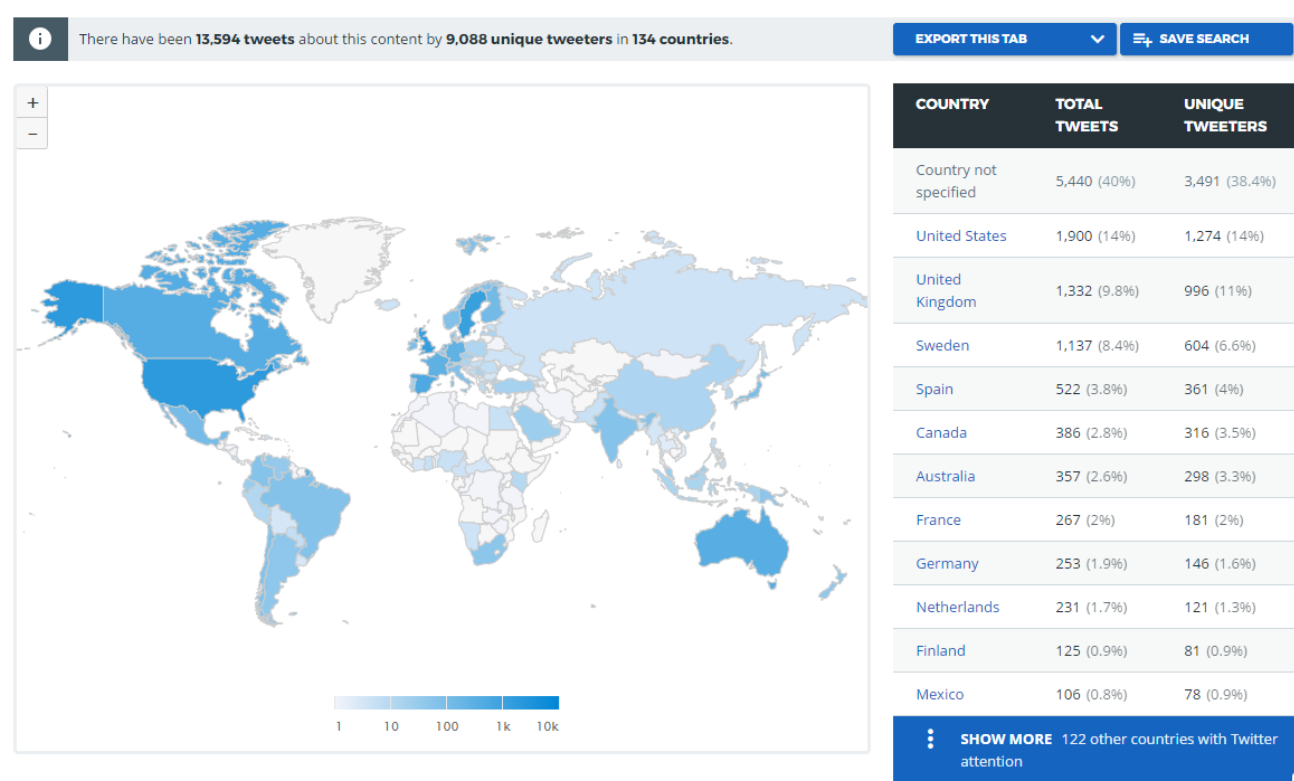 There have been 13,594 tweets about this content by 9,088 unique tweeters in 134 countries.
EXPORT THIS TAB
SAVE SEARCH
+
−
1 10 100 1k 10k
COUNTRY TOTAL TWEETS UNIQUE TWEETERS
Country not specified 5,440 (40%) 3,491 (38.4%)
United States 1,900 (14%) 1,274 (14%)
United Kingdom 1,332 (9.8%) 996 (11%)
Sweden 1,137 (8.4%) 604 (6.6%)
Spain 522 (3.8%) 361 (4%)
Canada 386 (2.8%) 316 (3.5%)
Australia 357 (2.6%) 298 (3.3%)
France 267 (2%) 181 (2%)
Germany 253 (1.9%) 146 (1.6%)
Netherlands 231 (1.7%) 121 (1.3%)
Finland 125 (0.9%) 81 (0.9%)
Mexico 106 (0.8%) 78 (0.9%)
SHOW MORE 122 other countries with Twitter
attention